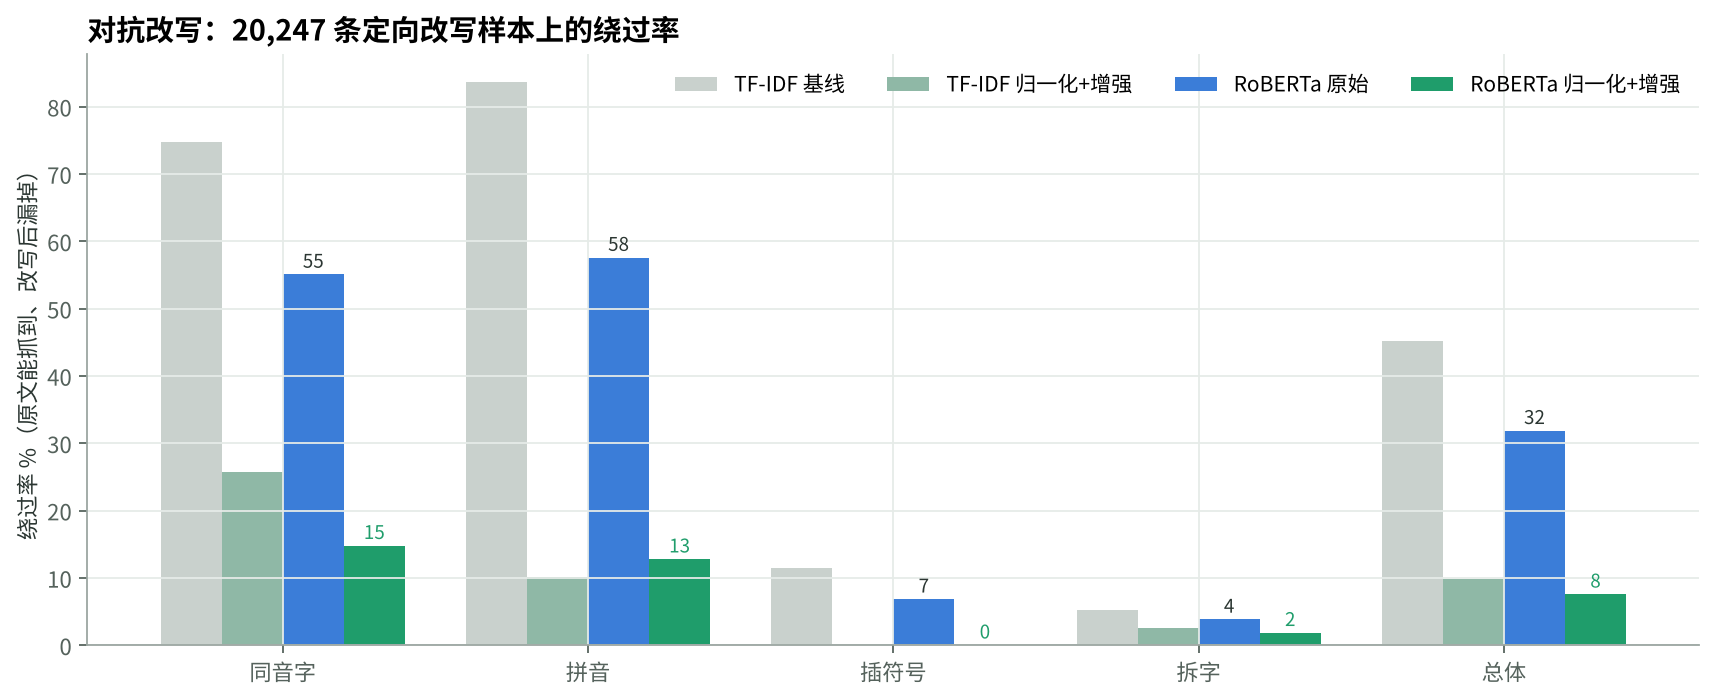 对抗改写：20,247 条定向改写样本上的绕过率
TF-IDF 基线
TF-IDF 归一化+增强
RoBERTa 原始
RoBERTa 归一化+增强
绕过率 %（原文能抓到、改写后漏掉）
80
70
60
50
40
30
20
10
0
55
15
58
13
7
0
4
2
32
8
同音字
拼音
插符号
拆字
总体